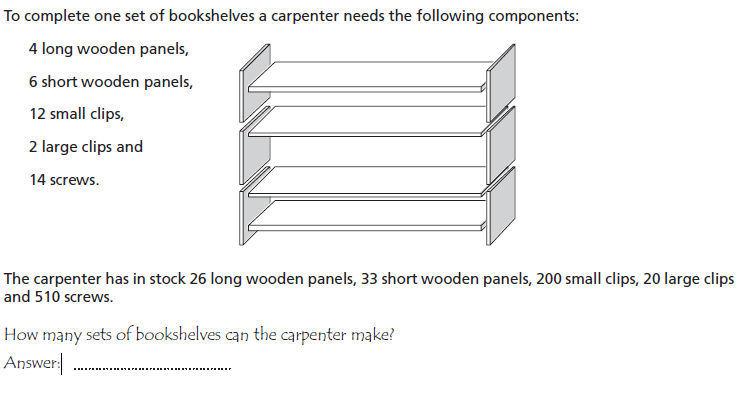 To complete one set of bookshelves a carpenter needs the following components:
4 long wooden panels,
6 short wooden panels,
12 small clips,
2 large clips and
14 screws.
The carpenter has in stock 26 long wooden panels, 33 short wooden panels, 200 small clips, 20 large clips
and 510 screws.
How many sets of bookshelves can the carpenter make?
Answer: ................................................